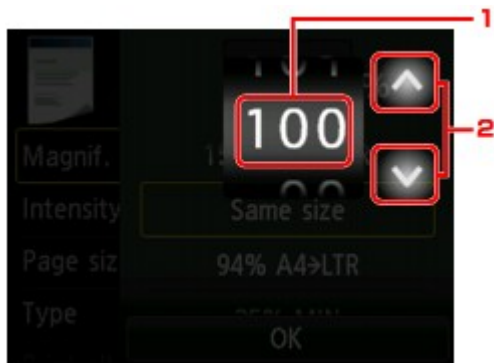 1
100
2
Magnif.
Intensity
Same size
Page siz
94% A4→LTR
Type
OK